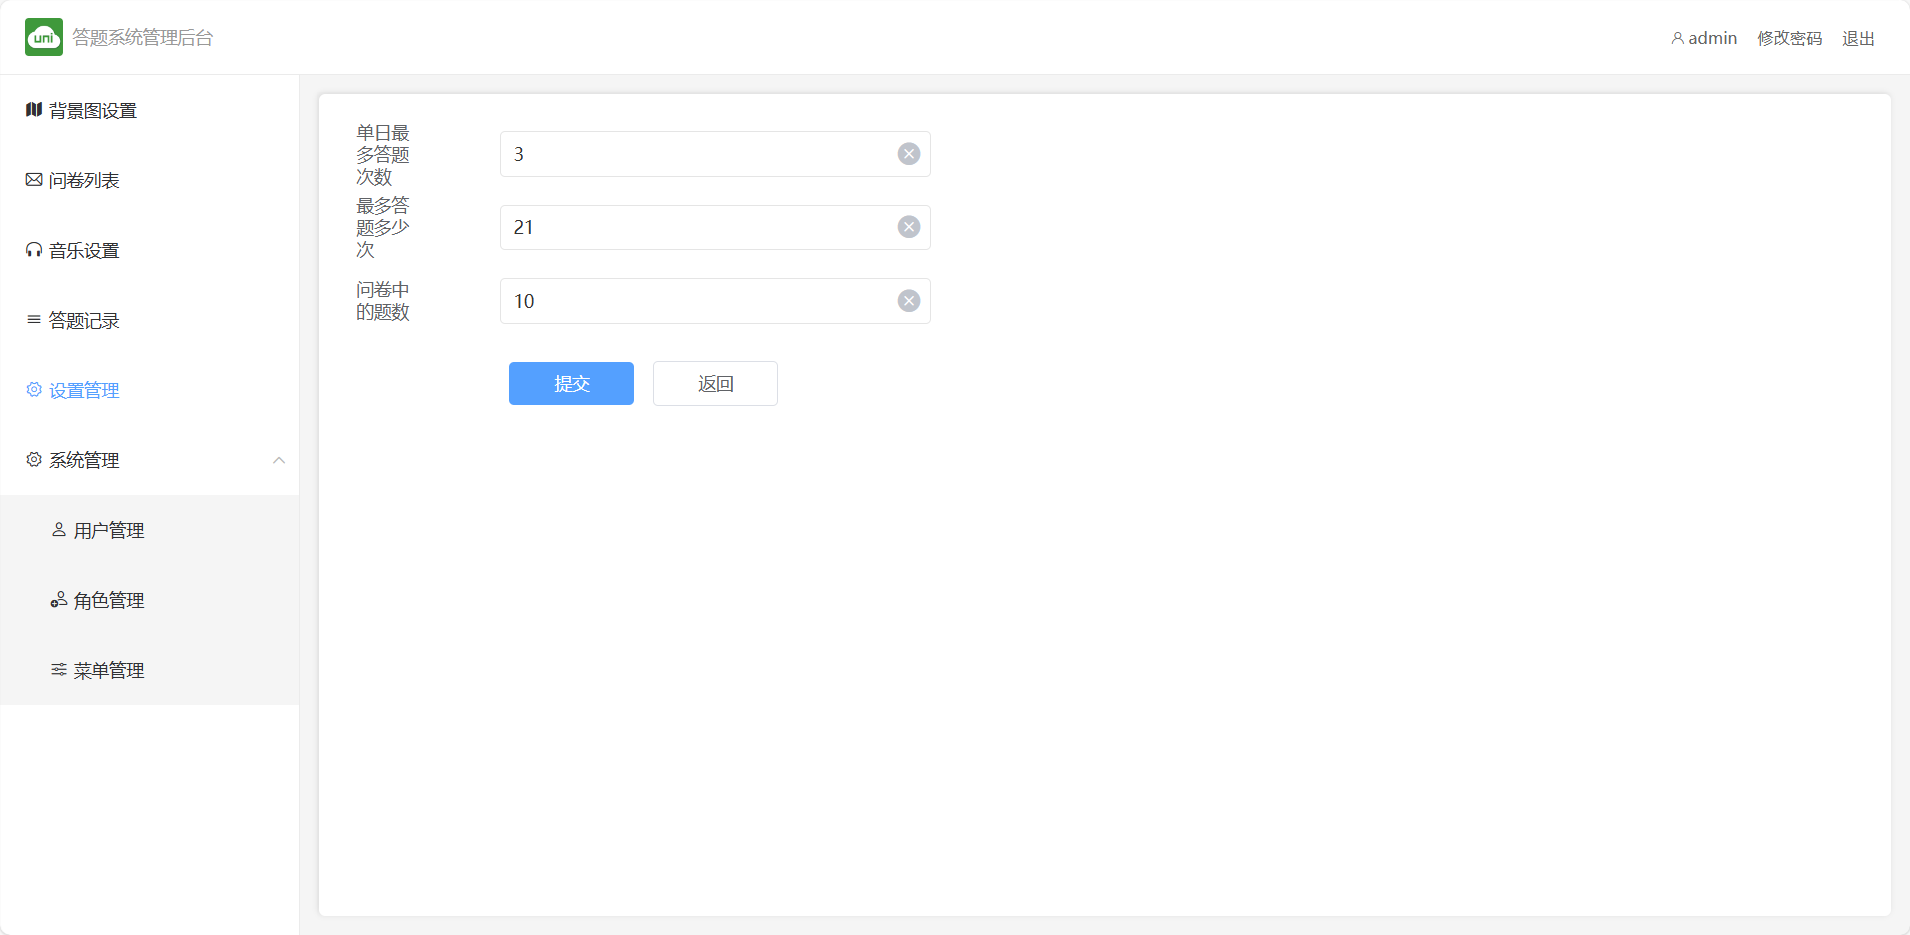 uni 答题系统管理后台
admin 修改密码 退出
背景图设置
问卷列表
音乐设置
答题记录
设置管理
系统管理
用户管理
角色管理
菜单管理
单日最
多答题
次数
3
最多答
题多少
次
21
问卷中
的题数
10
提交 返回